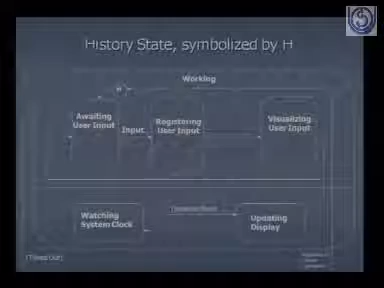 History State, symbolized by H
Working
H
Awaiting
User Input
Input
Registering
User Input
Visualizing
User Input
Watching
System Clock
Updating
Display